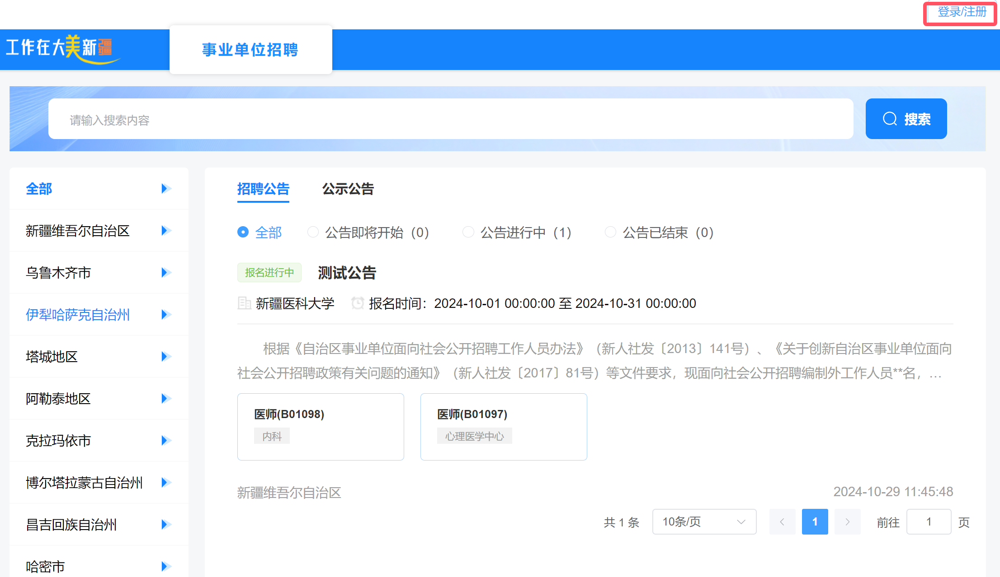 登录/注册
工作在大美新疆
事业单位招聘
请输入搜索内容
搜索
全部
新疆维吾尔自治区
乌鲁木齐市
伊犁哈萨克自治州
塔城地区
阿勒泰地区
克拉玛依市
博尔塔拉蒙古自治州
昌吉回族自治州
哈密市
招聘公告 公示公告
全部 公告即将开始（0） 公告进行中（1） 公告已结束（0）
报名进行中 测试公告
新疆医科大学 报名时间：2024-10-01 00:00:00 至 2024-10-31 00:00:00
根据《自治区事业单位面向社会公开招聘工作人员办法》（新人社发〔2013〕141号）、《关于创新自治区事业单位面向
社会公开招聘政策有关问题的通知》（新人社发〔2017〕81号）等文件要求，现面向社会公开招聘编制外工作人员**名，…
医师(B01098)
内科
医师(B01097)
心理医学中心
新疆维吾尔自治区 2024-10-29 11:45:48
共 1 条 10条/页 1 前往 1 页